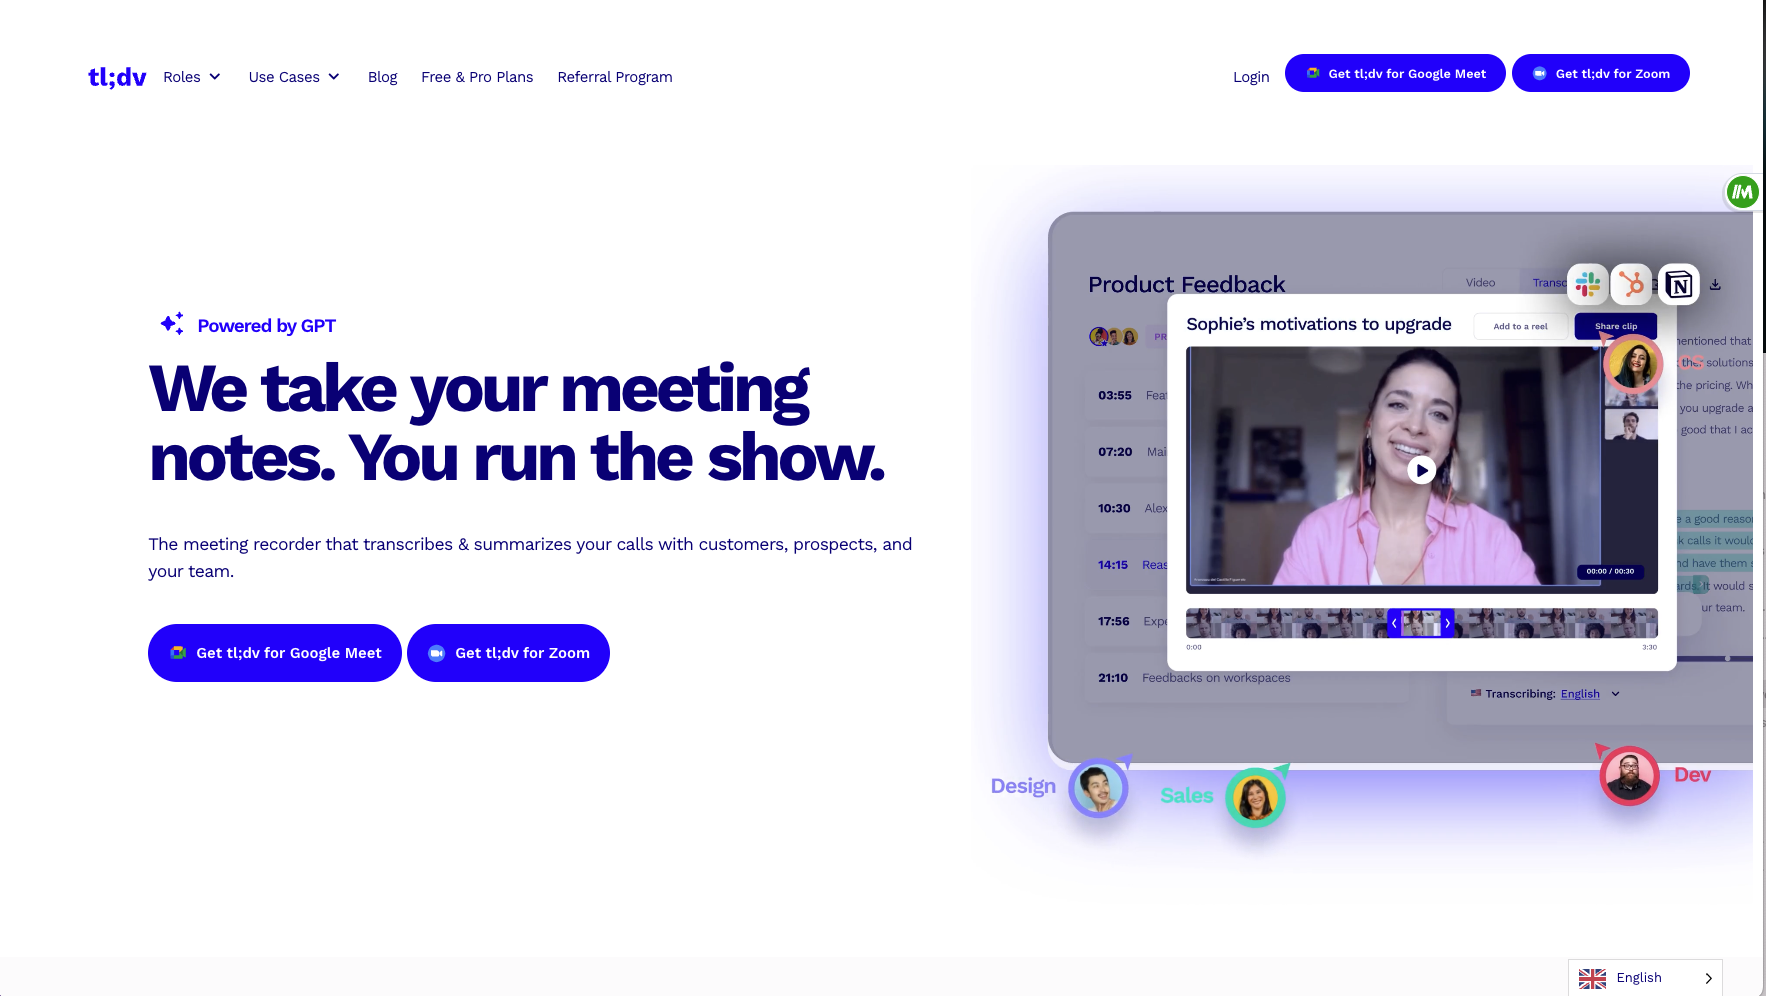 tl;dv
Roles
Use Cases
Blog
Free & Pro Plans
Referral Program
Login
Get tl;dv for Google Meet
Get tl;dv for Zoom
Powered by GPT
We take your meeting
notes. You run the show.
The meeting recorder that transcribes & summarizes your calls with customers, prospects, and
your team.
Get tl;dv for Google Meet
Get tl;dv for Zoom
Product Feedback
Video
Transc
Sophie’s motivations to upgrade
Add to a reel
Share clip
PR
03:55 Feat
07:20 Mai
10:30 Alex
14:15 Reas
17:56 Expe
21:10 Feedbacks on workspaces
mentioned that
her solutions
the pricing. Wh
you upgrade a
good that I ac
e a good reason
k calls it would
nd have them s
ards. It would s
ur team.
00:00 / 00:30
0:00
3:30
Transcribing: English
Design
Sales
Dev
English